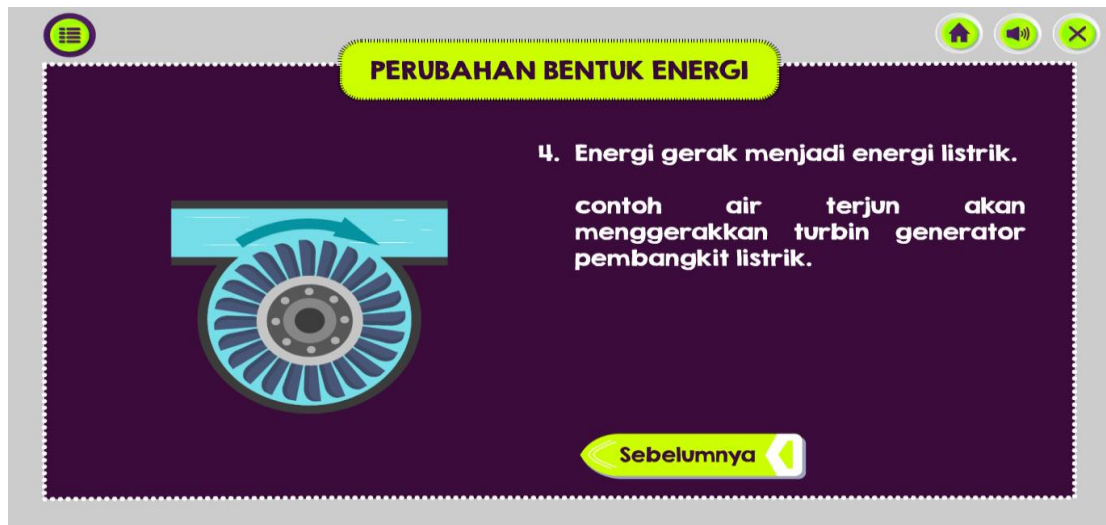 PERUBAHAN BENTUK ENERGI
4. Energi gerak menjadi energi listrik.
contoh air terjun akan
menggerakkan turbin generator
pembangkit listrik.
Sebelumnya